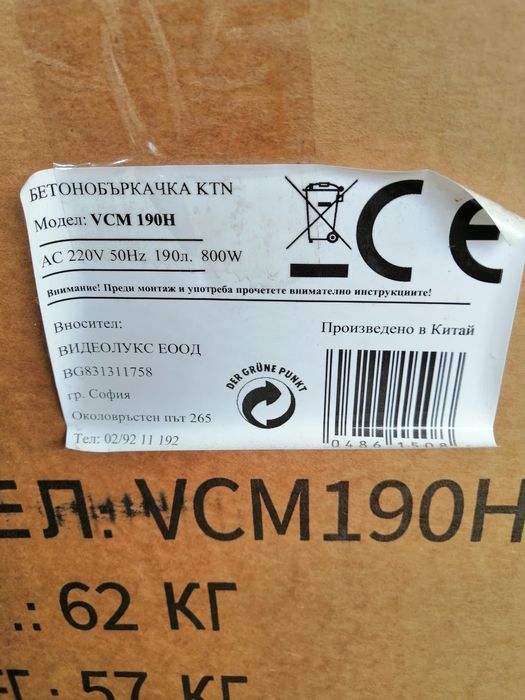 БЕТОНОБЪРКАЧКА KTN
Модел: VCM 190H
AC 220V 50Hz 190л. 800W
Внимание! Преди монтаж и употреба прочетете внимателно инструкциите!
CE
Вносител:
ВИДЕОЛУКС ЕООД
BG831311758
гр. София
Околовръстен път 265
Тел: 02/92 11 192
Произведено в Китай
DER GRÜNE PUNKT
ЕЛ: VCM190H
.: 62 КГ
57 КГ